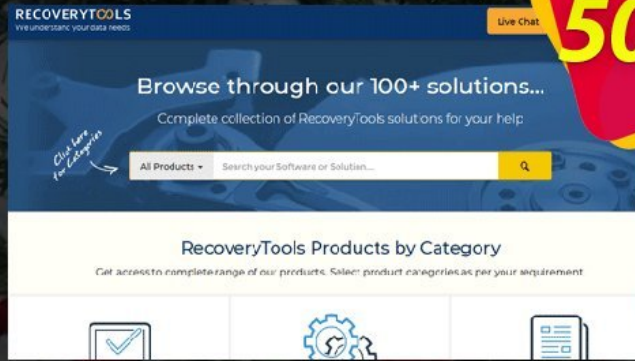 RECOVERYTOOLS
We understand your data needs
Live Chat
50
Browse through our 100+ solutions...
Complete collection of RecoveryTools solutions for your help
Click here
for Categories
All Products
Search your Software or Solution...
RecoveryTools Products by Category
Get access to complete range of our products. Select product categories as per your requirement